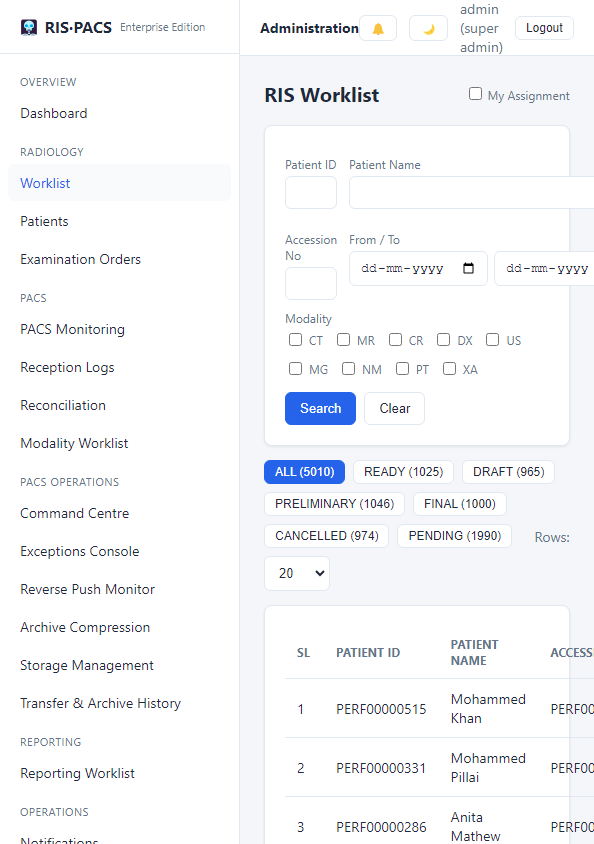 RIS·PACS Enterprise Edition
OVERVIEW
Dashboard
RADIOLOGY
Worklist
Patients
Examination Orders
PACS
PACS Monitoring
Reception Logs
Reconciliation
Modality Worklist
PACS OPERATIONS
Command Centre
Exceptions Console
Reverse Push Monitor
Archive Compression
Storage Management
Transfer & Archive History
REPORTING
Reporting Worklist
OPERATIONS
Notifications
Administration
admin
(super
admin)
Logout
RIS Worklist
My Assignment
Patient ID Patient Name
Accession
No
From / To
dd-mm-yyyy dd-mm-yyyy
Modality
CT MR CR DX US
MG NM PT XA
Search Clear
ALL (5010) READY (1025) DRAFT (965)
PRELIMINARY (1046) FINAL (1000)
CANCELLED (974) PENDING (1990) Rows:
20
SL PATIENT ID PATIENT NAME ACCESS
1 PERF00000515 Mohammed Khan PERF00
2 PERF00000331 Mohammed Pillai PERF00
3 PERF00000286 Anita Mathew PERF00